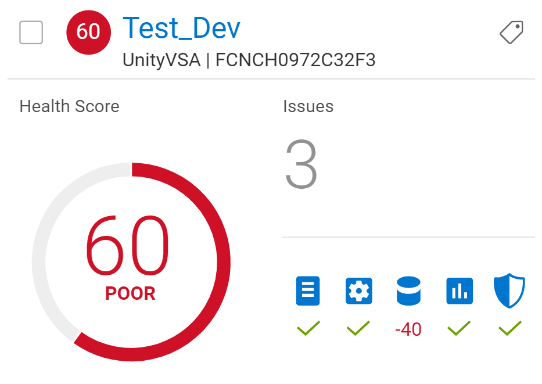 60
Test_Dev
UnityVSA | FCNCH0972C32F3
Health Score
Issues
3
60
POOR
-40